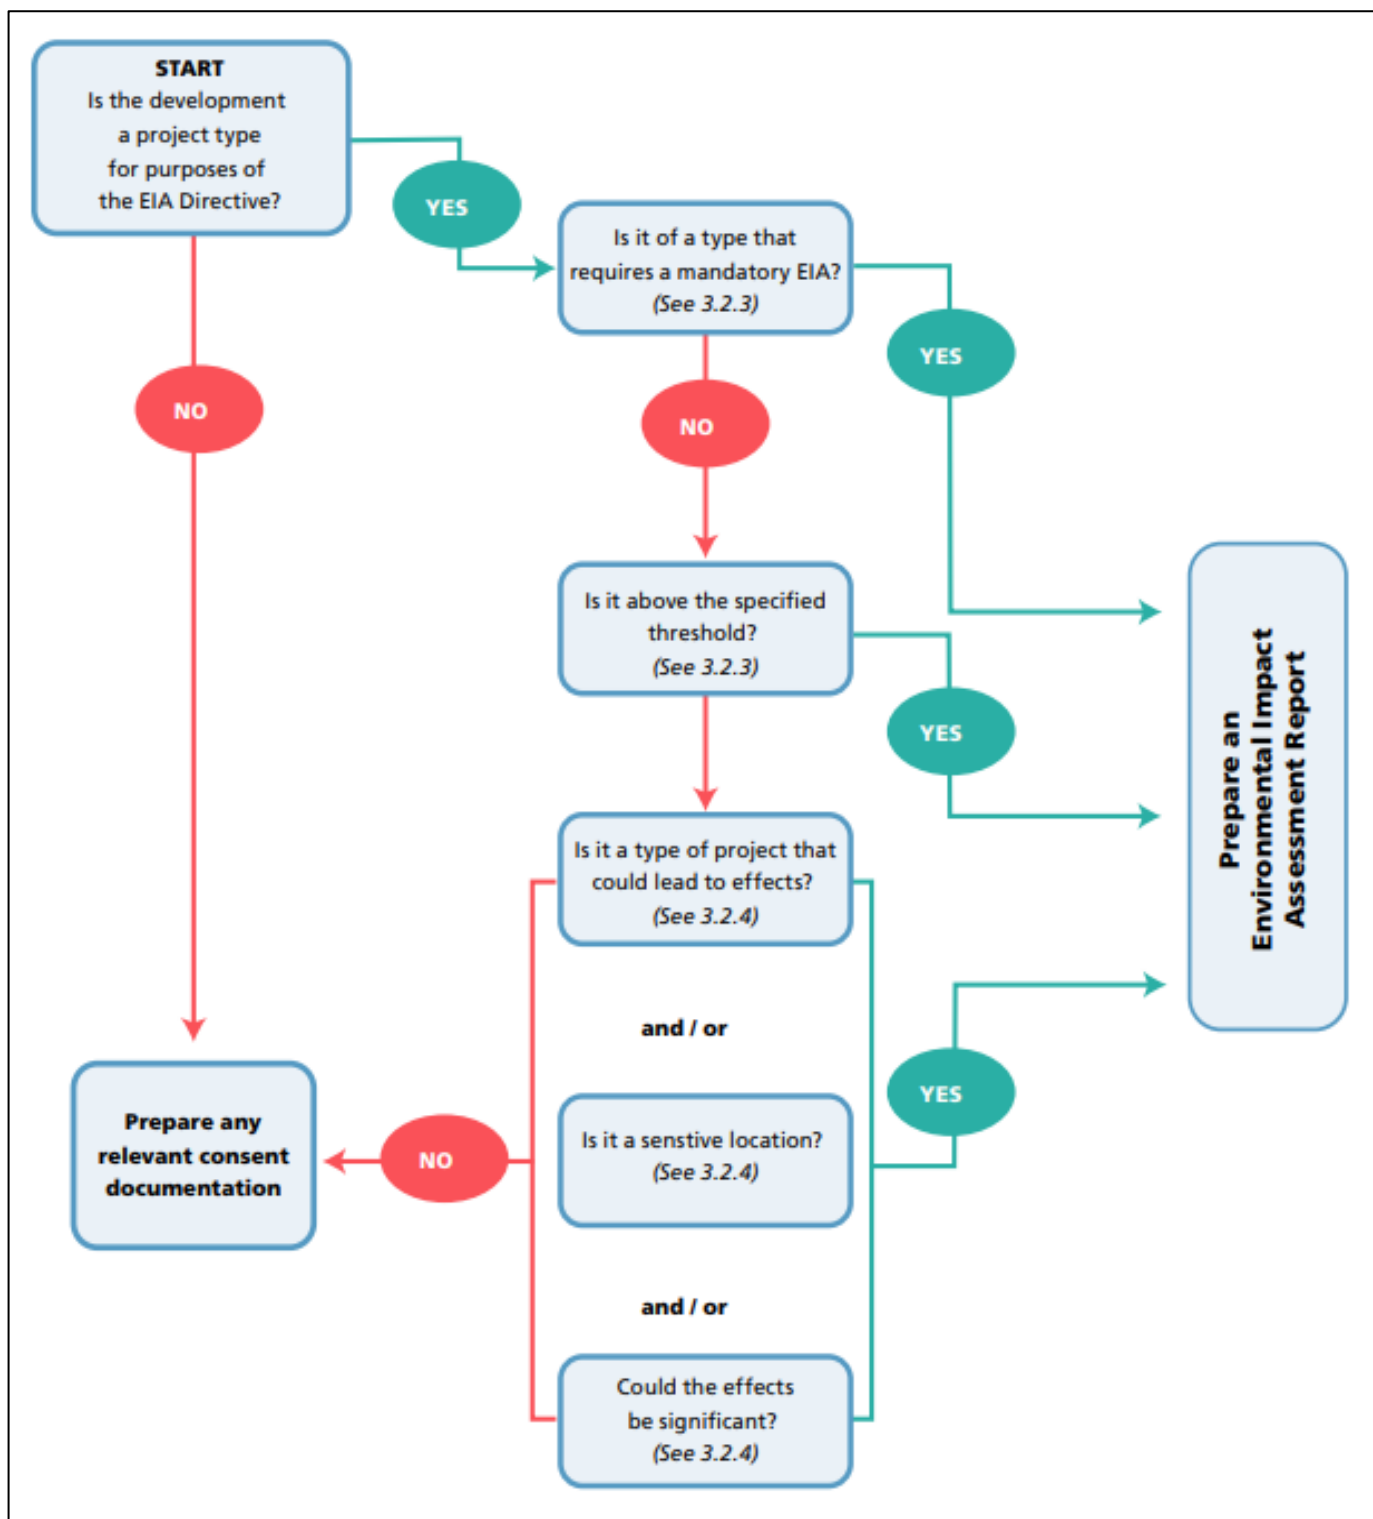 START
Is the development
a project type
for purposes of
the EIA Directive?
YES
Is it of a type that
requires a mandatory EIA?
(See 3.2.3)
YES
NO
NO
Is it above the specified
threshold?
(See 3.2.3)
YES
Prepare an
Environmental Impact
Assessment Report
Is it a type of project that
could lead to effects?
(See 3.2.4)
and / or
YES
Is it a senstive location?
(See 3.2.4)
NO
Prepare any
relevant consent
documentation
and / or
Could the effects
be significant?
(See 3.2.4)